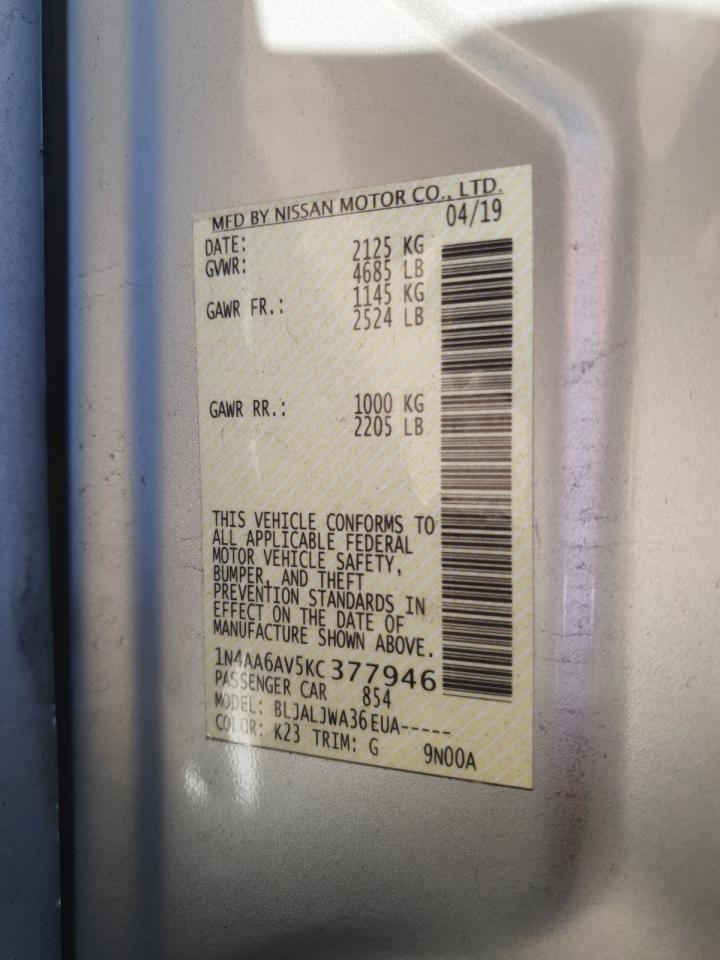 MFD BY NISSAN MOTOR CO., LTD.
DATE: 04/19
GVWR: 2125 KG
4685 LB
GAWR FR.: 1145 KG
2524 LB
GAWR RR.: 1000 KG
2205 LB
THIS VEHICLE CONFORMS TO
ALL APPLICABLE FEDERAL
MOTOR VEHICLE SAFETY,
BUMPER, AND THEFT
PREVENTION STANDARDS IN
EFFECT ON THE DATE OF
MANUFACTURE SHOWN ABOVE.
1N4AA6AV5KC377946
PASSENGER CAR 854
MODEL: BLJALJWA36EUA-----
COLOR: K23 TRIM: G 9N00A